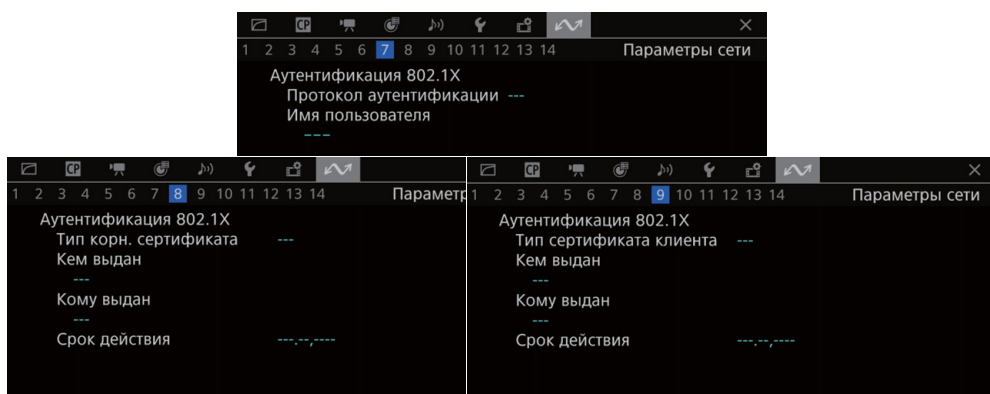 CP
1 2 3 4 5 6 7 8 9 10 11 12 13 14 Параметры сети
Аутентификация 802.1X
Протокол аутентификации ---
Имя пользователя
---
CP
1 2 3 4 5 6 7 8 9 10 11 12 13 14 Парамет
Аутентификация 802.1X
Тип корн. сертификата ---
Кем выдан
---
Кому выдан
---
Срок действия ---.--,----
CP
1 2 3 4 5 6 7 8 9 10 11 12 13 14 Параметры сети
Аутентификация 802.1X
Тип сертификата клиента ---
Кем выдан
---
Кому выдан
---
Срок действия ---.--,----